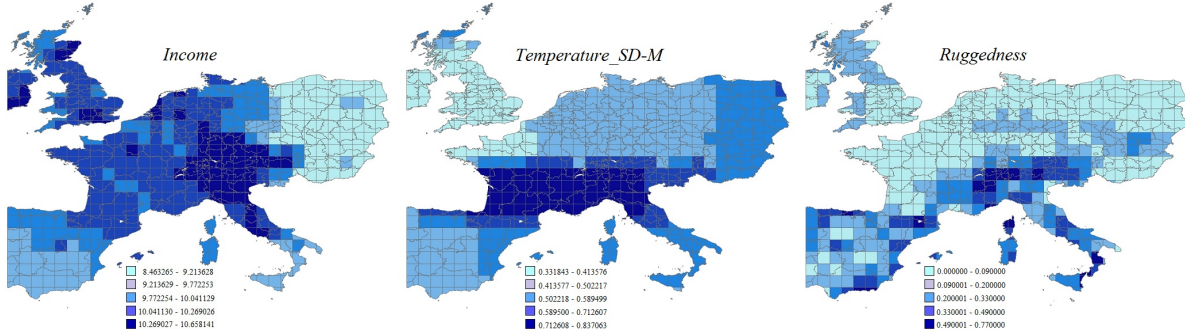 Income
Temperature_SD-M
Ruggedness
8.463265 - 9.213628
9.213629 - 9.772253
9.772254 - 10.041129
10.041130 - 10.269026
10.269027 - 10.658141
0.331843 - 0.413576
0.413577 - 0.502217
0.502218 - 0.589499
0.589500 - 0.712607
0.712608 - 0.837063
0.000000 - 0.090000
0.090001 - 0.200000
0.200001 - 0.330000
0.330001 - 0.490000
0.490001 - 0.770000